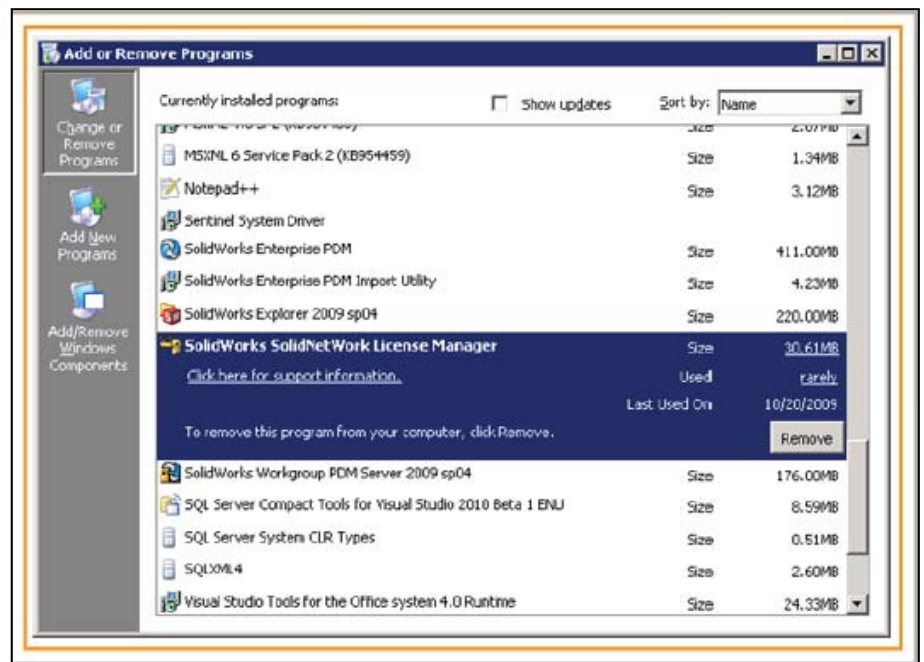 Add or Remove Programs
Change or Remove Programs
Currently installed programs:
Show updates
Sort by: Name
Size 2.07MB
MSXML 6 Service Pack 2 (KB954459) Size 1.34MB
Notepad++ Size 3.12MB
Add New Programs
Sentinel System Driver
SolidWorks Enterprise PDM Size 411.00MB
SolidWorks Enterprise PDM Import Utility Size 4.23MB
Add/Remove Windows Components
SolidWorks Explorer 2009 sp04 Size 220.00MB
SolidWorks SolidNetWork License Manager Size 30.61MB
Click here for support information. Used rarely
Last Used On 10/20/2009
To remove this program from your computer, click Remove. Remove
SolidWorks Workgroup PDM Server 2009 sp04 Size 176.00MB
SQL Server Compact Tools for Visual Studio 2010 Beta 1 ENU Size 8.59MB
SQL Server System CLR Types Size 0.51MB
SQLXML4 Size 2.60MB
Visual Studio Tools for the Office system 4.0 Runtime Size 24.33MB